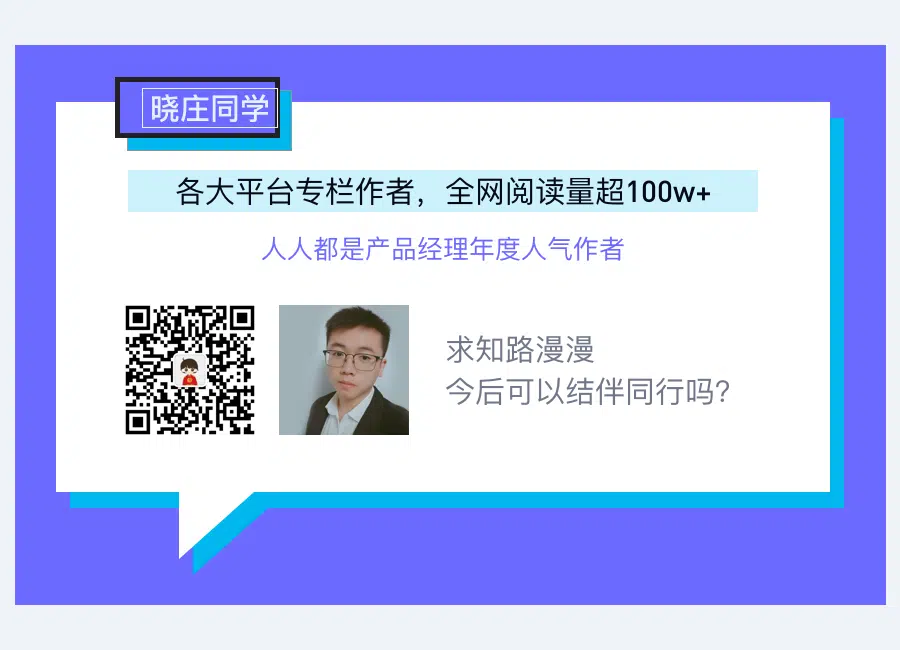 晓庄同学
各大平台专栏作者，全网阅读量超100w+
人人都是产品经理年度人气作者
求知路漫漫
今后可以结伴同行吗？